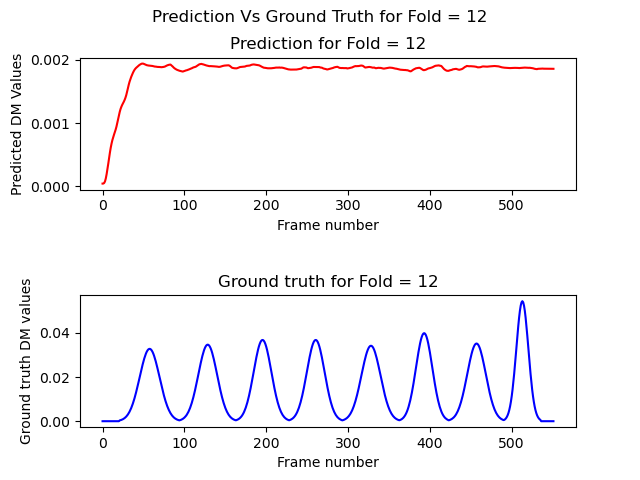 Prediction Vs Ground Truth for Fold = 12
Prediction for Fold = 12
Predicted DM Values
0.002
0.001
0.000
0 100 200 300 400 500
Frame number
Ground truth for Fold = 12
Ground truth DM values
0.04
0.02
0.00
0 100 200 300 400 500
Frame number